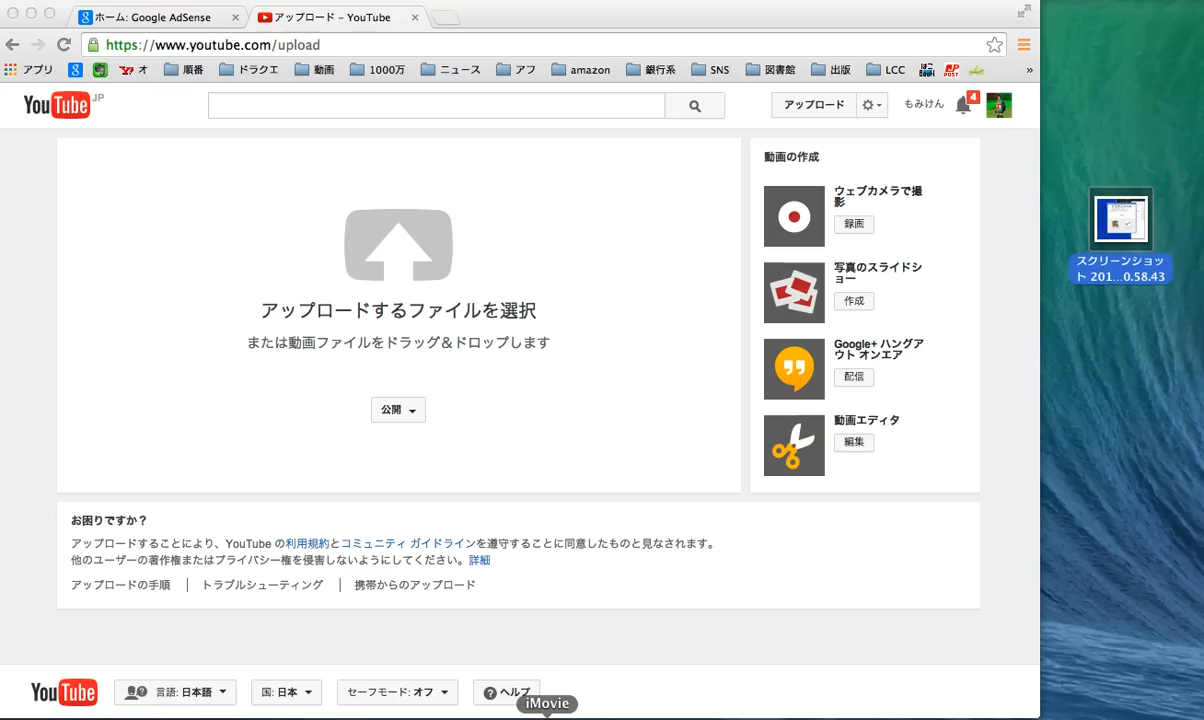 ホーム: Google AdSense
アップロード - YouTube
https://www.youtube.com/upload
アプリ
オ
順番
ドラクエ
動画
1000万
ニュース
アフ
amazon
銀行系
SNS
図書館
出版
LCC
はこ
POST
»
YouTube JP
アップロード
もみけん
4
アップロードするファイルを選択
または動画ファイルをドラッグ&ドロップします
公開
動画の作成
ウェブカメラで撮
影
録画
写真のスライドシ
ョー
作成
Google+ ハングア
ウト オンエア
配信
動画エディタ
編集
お困りですか？
アップロードすることにより、YouTube の利用規約とコミュニティ ガイドラインを遵守することに同意したものと見なされます。
他のユーザーの著作権またはプライバシー権を侵害しないようにしてください。詳細
アップロードの手順
トラブルシューティング
携帯からのアップロード
YouTube
言語: 日本語
国: 日本
セーフモード: オフ
ヘルプ
iMovie
スクリーンショッ
ト 201...0.58.43